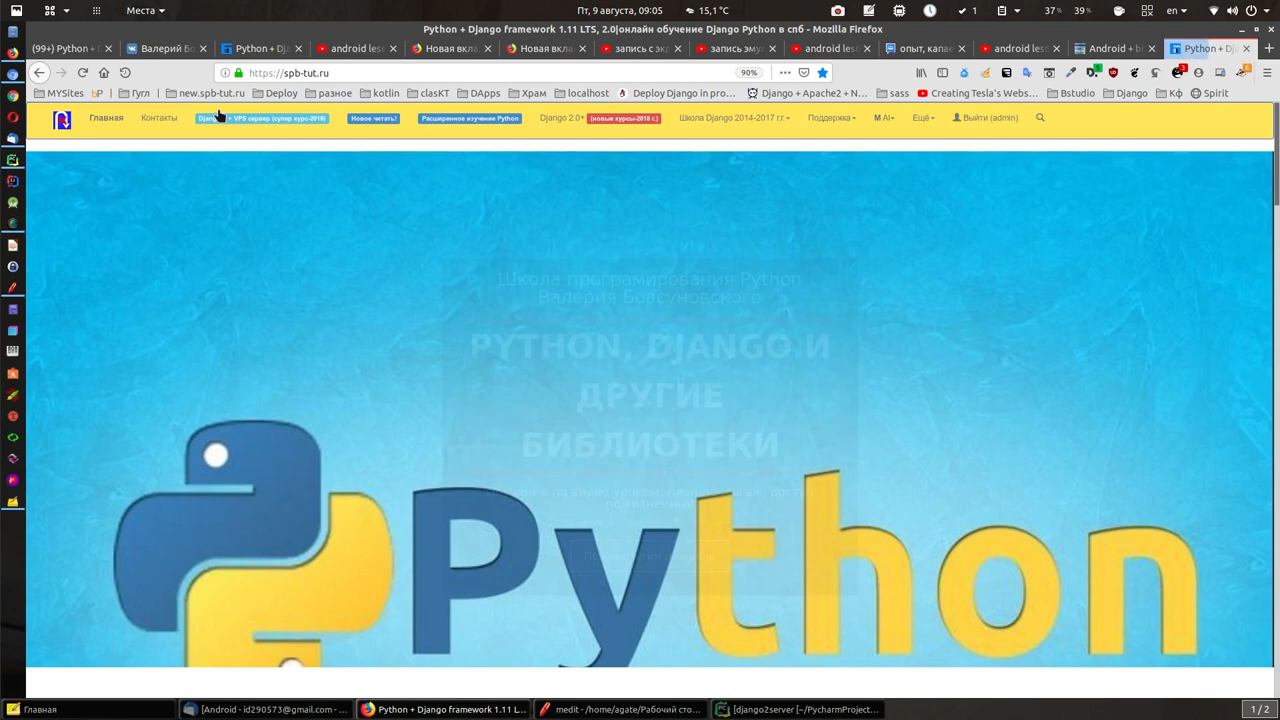 Места
Пт, 9 августа, 09:05
15,1 °C
1
37 %
39%
en
Python + Django framework 1.11 LTS, 2.0|онлайн обучение Django Python в спб - Mozilla Firefox
(99+) Python +
Валерий Бо
Python + Dja
android less
Новая вкла
Новая вкла
запись с экр
запись эму
android less
опыт, капае
android less
Android + b
Python + Dja
https://spb-tut.ru
90%
MYSites
Гугл
new.spb-tut.ru
Deploy
разное
kotlin
clasKT
DApps
Храм
localhost
Deploy Django in pro...
Django + Apache2 + N...
sass
Creating Tesla's Webs...
Bstudio
Django
Кф
Spirit
Главная
Контакты
+ VPS сервер (супер курс-2019)
Новое читать!
Расширенное изучение Python
Django 2.0+
(новые курсы-2018 г.)
Школа Django 2014-2017 г.г.
Поддержка
M AI
Ещё
Выйти (admin)
Школа програмирования Python
Валерия Бовсуновского
PYTHON, DJANGO И
ДРУГИЕ
БИБЛИОТЕКИ
Python
Главная
[Android - id290573@gmail.com - ...
Python + Django framework 1.11 L...
medit - /home/agate/Рабочий сто...
[django2server [~/PycharmProject...
1 / 2